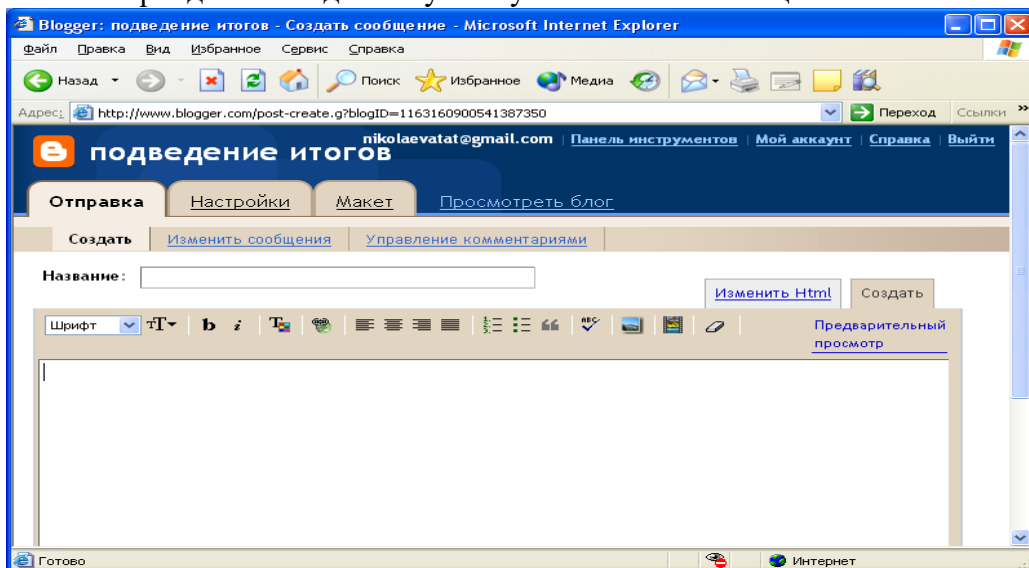 Blogger: подведение итогов - Создать сообщение - Microsoft Internet Explorer
Файл Правка Вид Избранное Сервис Справка
Назад Поиск Избранное Медиа
Адрес: http://www.blogger.com/post-create.g?blogID=1163160900541387350 Переход Ссылки »
nikolaevatat@gmail.com | Панель инструментов | Мой аккаунт | Справка | Выйти
подведение итогов
Отправка Настройки Макет Просмотреть блог
Создать Изменить сообщения Управление комментариями
Название:
Изменить Html Создать
Шрифт тT b i T ABC Предварительный
просмотр
Готово Интернет